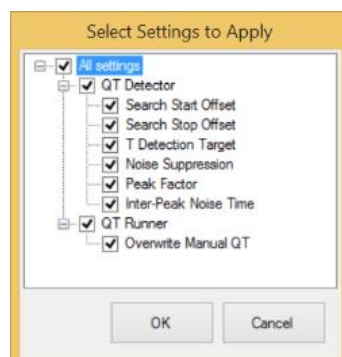 Select Settings to Apply
All settings
QT Detector
Search Start Offset
Search Stop Offset
T Detection Target
Noise Suppression
Peak Factor
Inter-Peak Noise Time
QT Runner
Overwrite Manual QT
OK Cancel